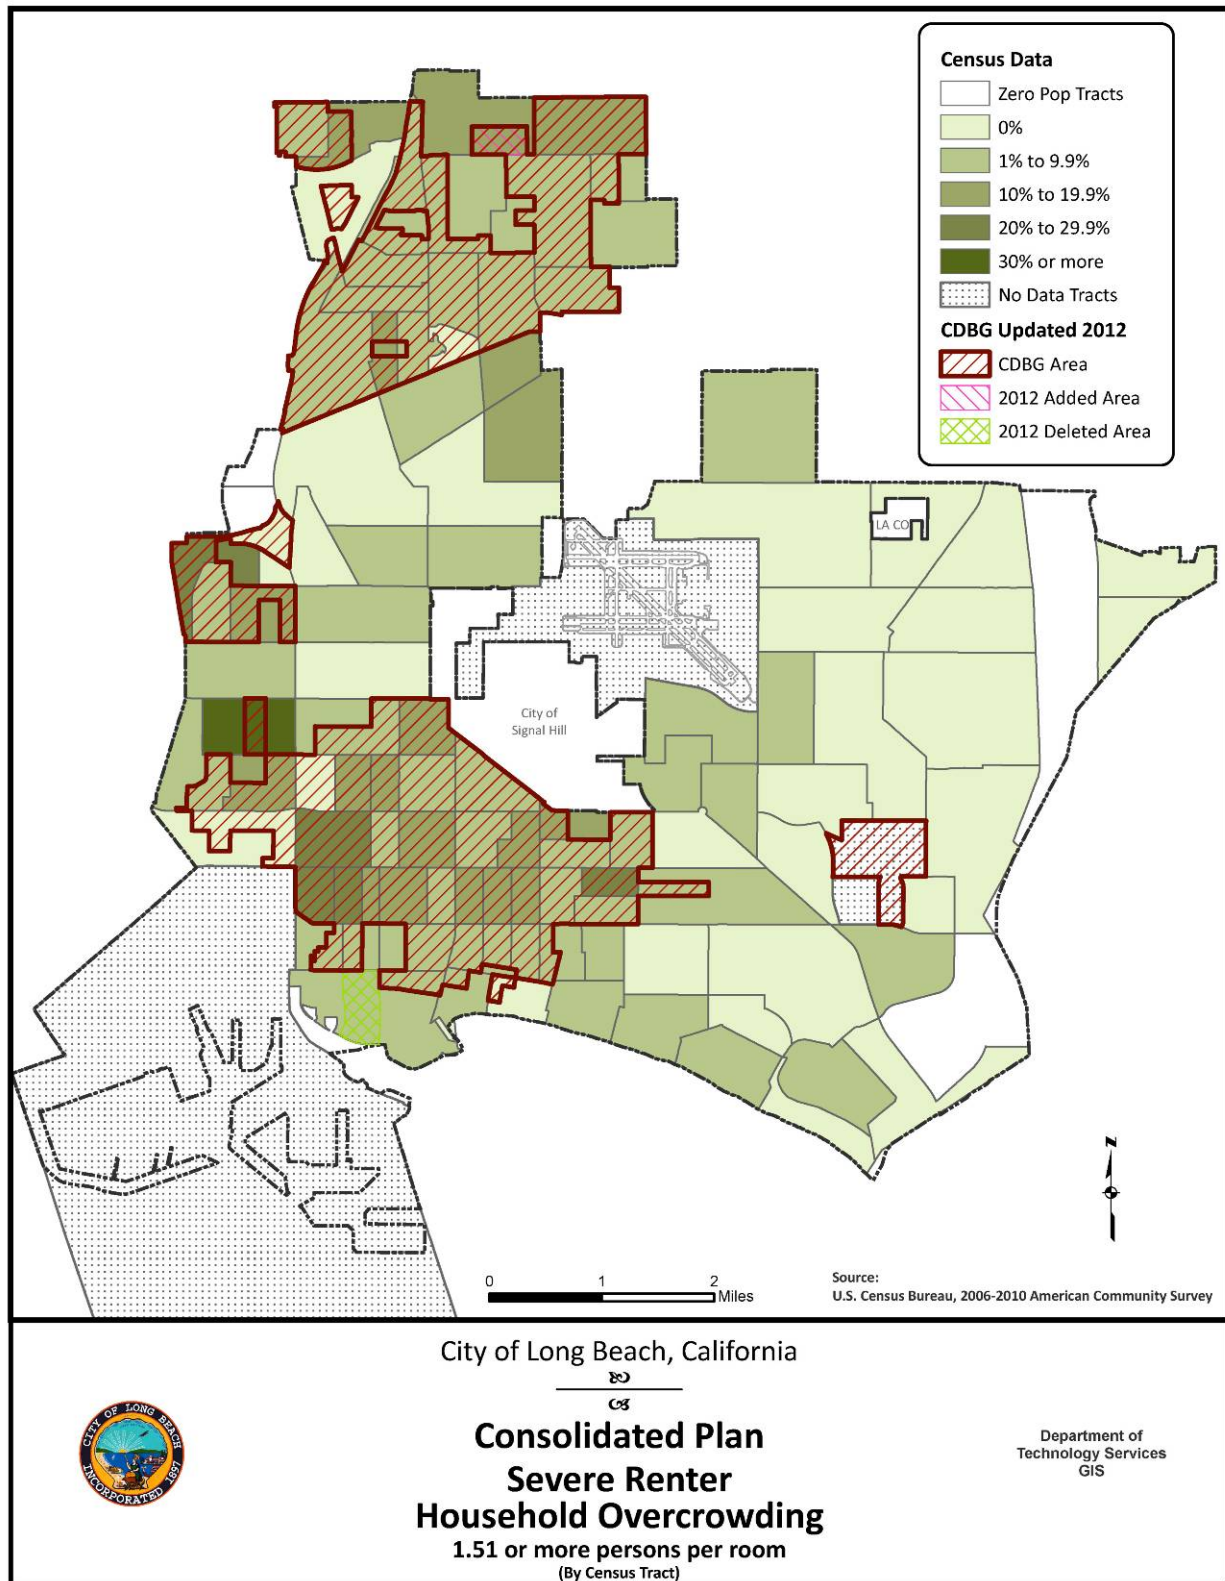 Census Data
Zero Pop Tracts
0%
1% to 9.9%
10% to 19.9%
20% to 29.9%
30% or more
No Data Tracts
CDBG Updated 2012
CDBG Area
2012 Added Area
2012 Deleted Area
LA CO
City of
Signal Hill
N
0 1 2
Miles
Source:
U.S. Census Bureau, 2006-2010 American Community Survey
City of Long Beach, California
Consolidated Plan
Severe Renter
Household Overcrowding
1.51 or more persons per room
(By Census Tract)
CITY OF LONG BEACH
INCORPORATED 1897
Department of
Technology Services
GIS